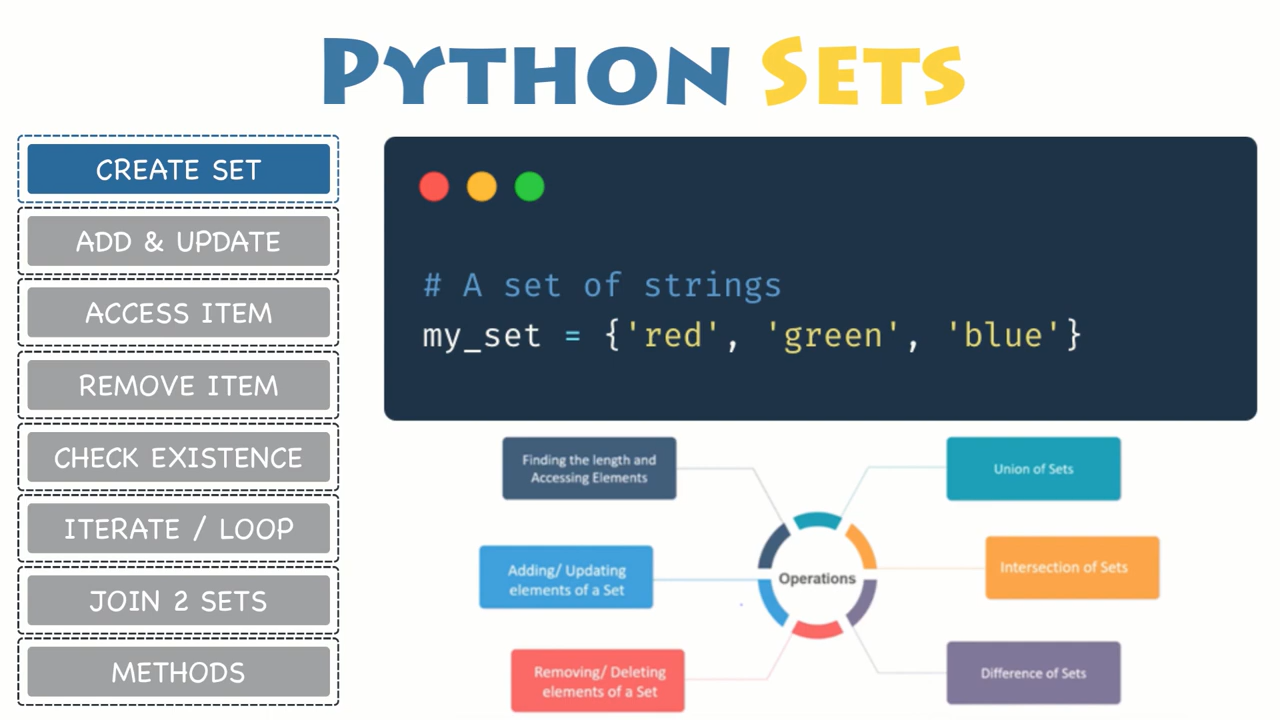 PYTHON SETS
CREATE SET
ADD & UPDATE
ACCESS ITEM
REMOVE ITEM
CHECK EXISTENCE
ITERATE / LOOP
JOIN 2 SETS
METHODS
# A set of strings
my_set = {'red', 'green', 'blue'}
Finding the length and
Accessing Elements
Union of Sets
Adding/ Updating
elements of a Set
Operations
Intersection of Sets
Removing/ Deleting
elements of a Set
Difference of Sets